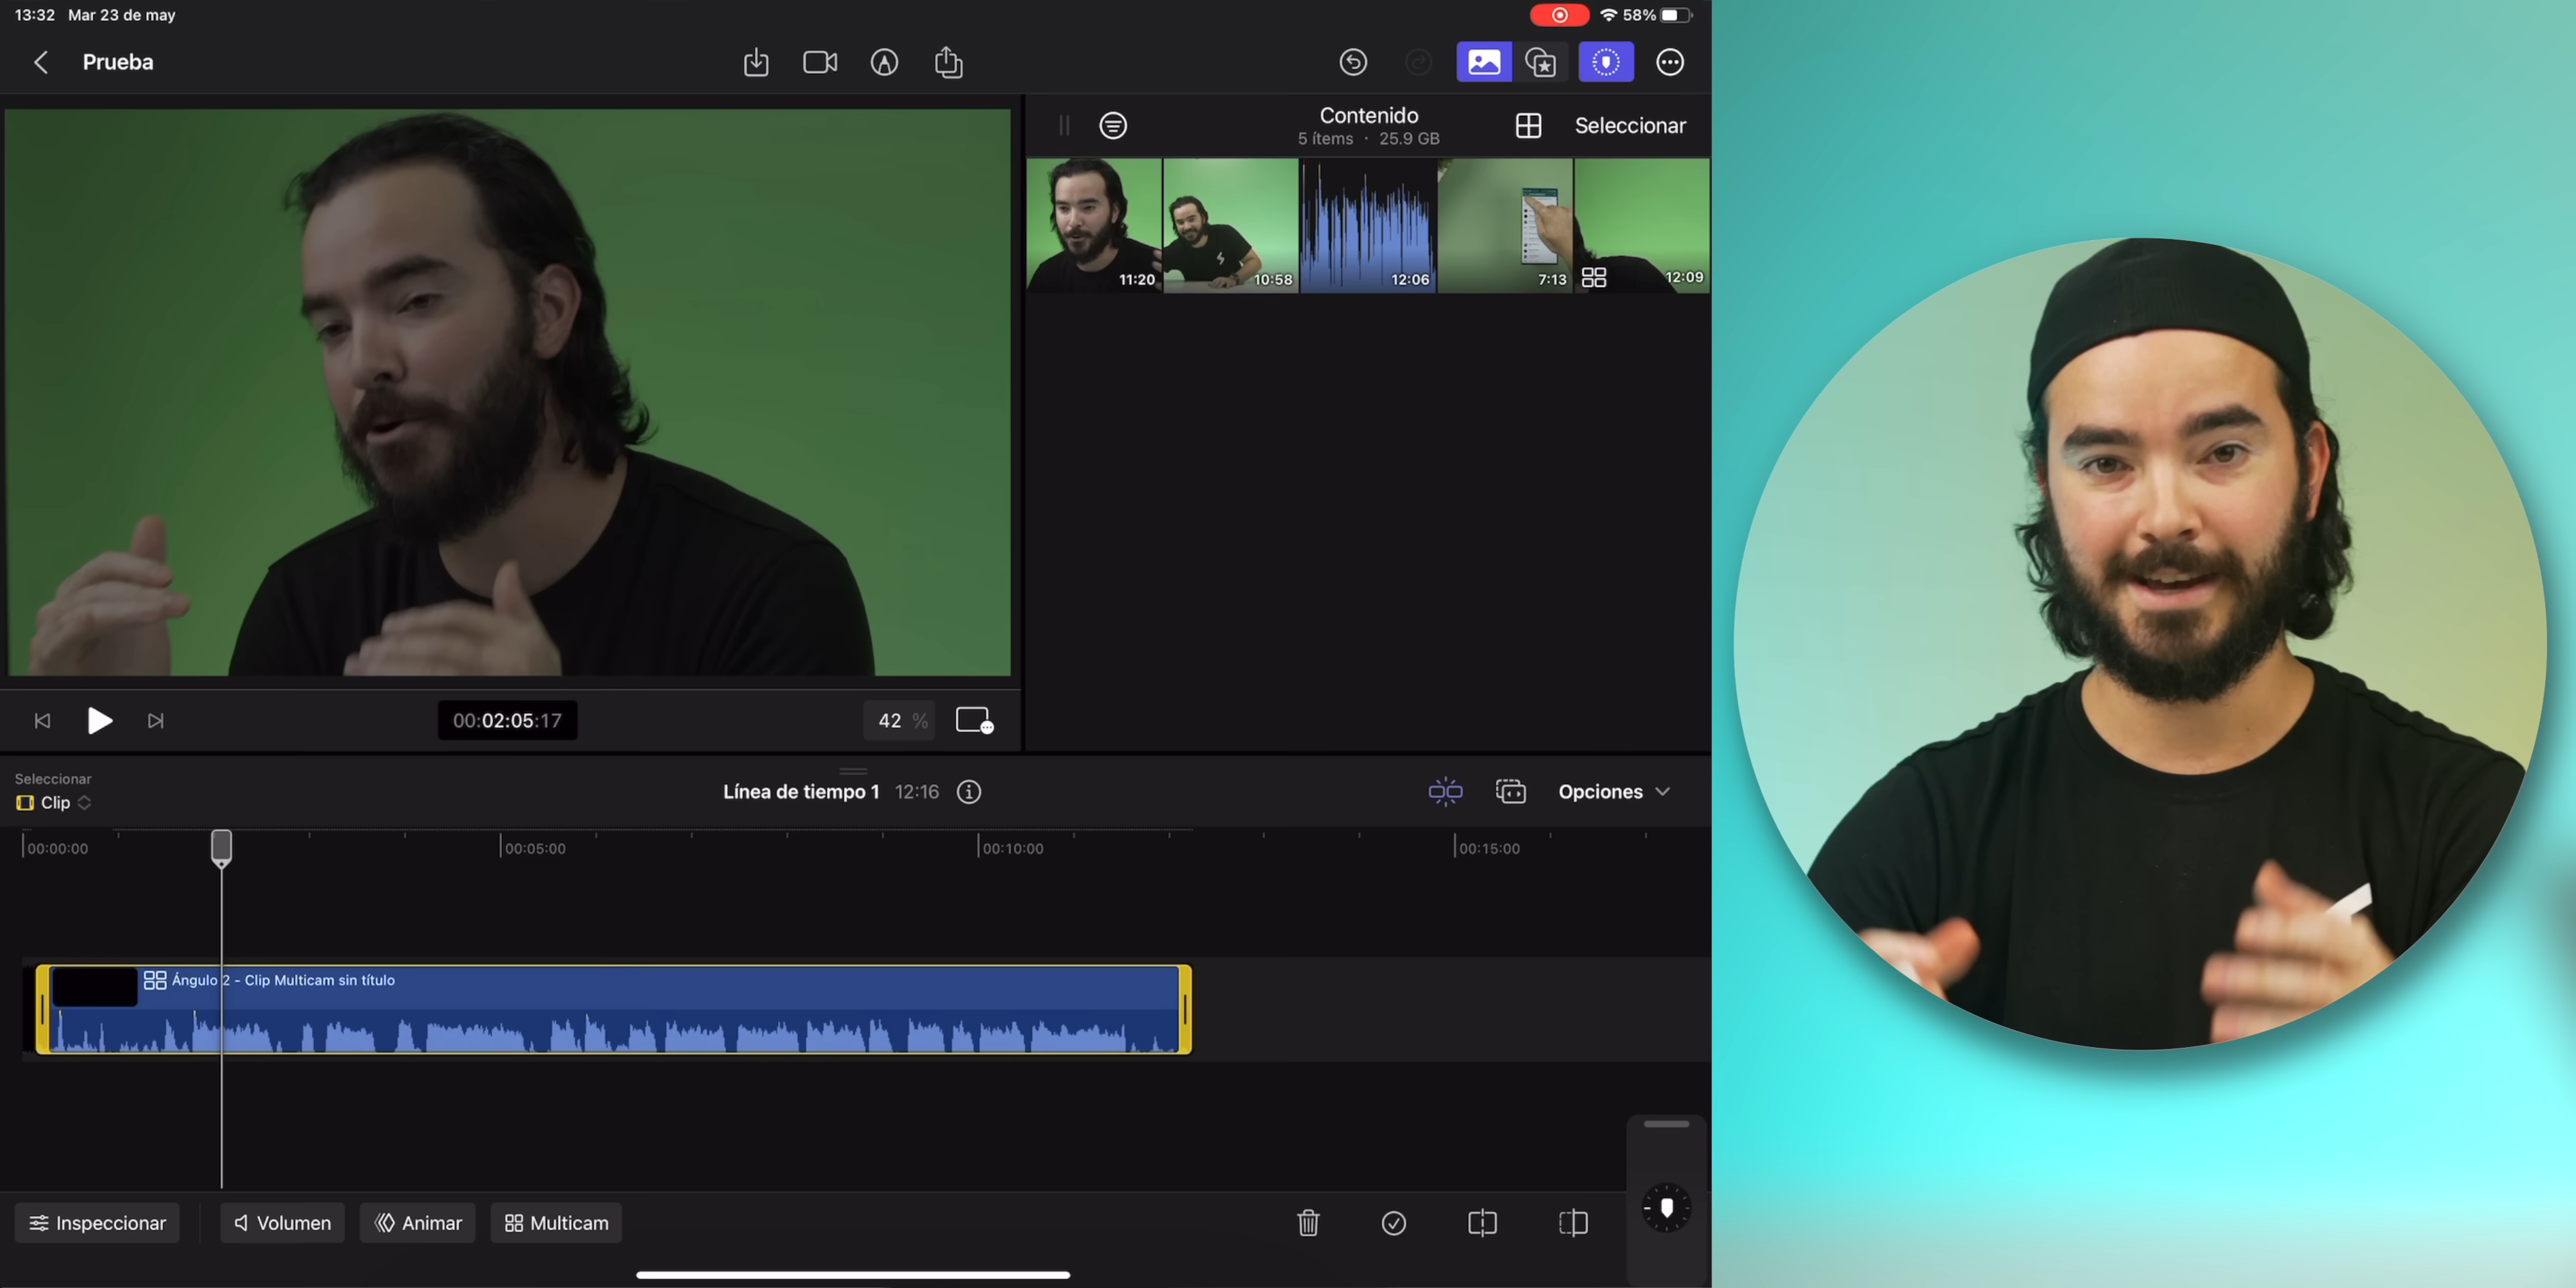 13:32 Mar 23 de may
58%
Prueba
Contenido
5 ítems · 25.9 GB
Seleccionar
11:20
10:58
12:06
7:13
12:09
00:02:05:17
42 %
Seleccionar
Clip
Línea de tiempo 1 12:16
Opciones
00:00:00
00:05:00
00:10:00
00:15:00
Ángulo 2 - Clip Multicam sin título
Inspeccionar
Volumen
Animar
Multicam